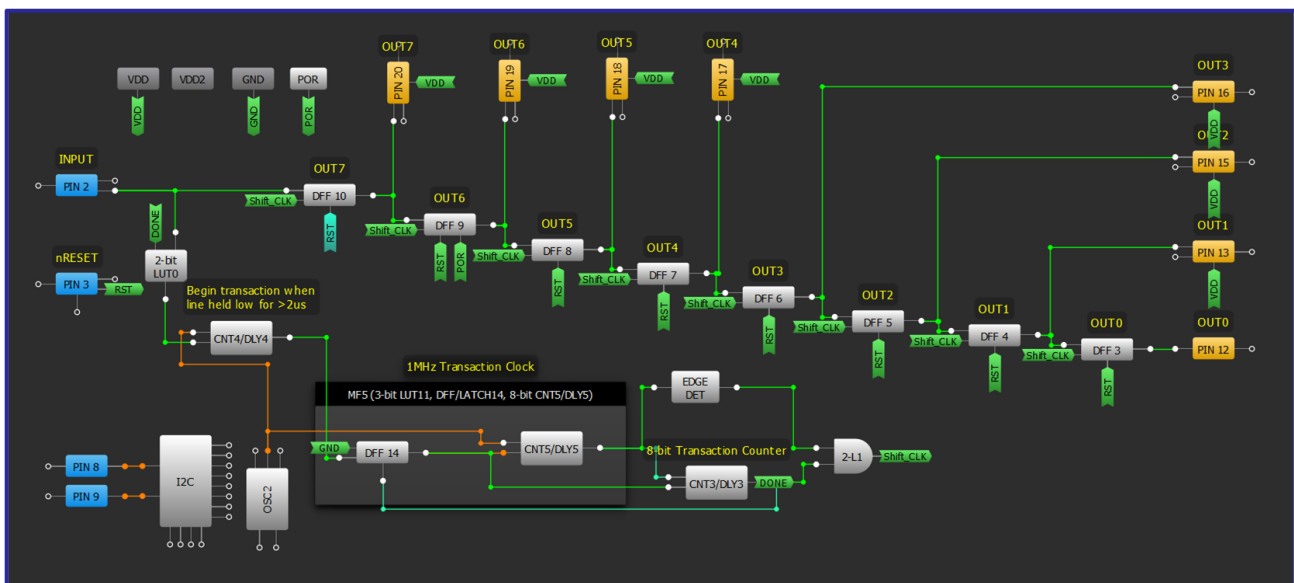 OUT7
OUT6
OUT5
OUT4
OUT3
VDD
VDD2
GND
POR
PIN 20
VDD
PIN 19
VDD
PIN 18
VDD
PIN 17
VDD
PIN 16
VDD
GND
POR
VDD
OUT2
PIN 15
VDD
INPUT
PIN 2
OUT7
DFF 10
Shift_CLK
RST
OUT6
DFF 9
Shift_CLK
RST
POR
OUT5
DFF 8
Shift_CLK
RST
OUT4
DFF 7
Shift_CLK
RST
OUT3
DFF 6
Shift_CLK
RST
OUT2
DFF 5
Shift_CLK
RST
OUT1
DFF 4
Shift_CLK
RST
OUT0
DFF 3
Shift_CLK
RST
OUT1
PIN 13
VDD
OUT0
PIN 12
DONE
2-bit
LUT0
nRESET
PIN 3
RST
Begin transaction when
line held low for >2us
CNT4/DLY4
1MHz Transaction Clock
MF5 (3-bit LUT11, DFF/LATCH14, 8-bit CNT5/DLY5)
GND
DFF 14
CNT5/DLY5
EDGE
DET
8-bit Transaction Counter
CNT3/DLY3
DONE
2-L1
Shift_CLK
PIN 8
PIN 9
I2C
OSC2